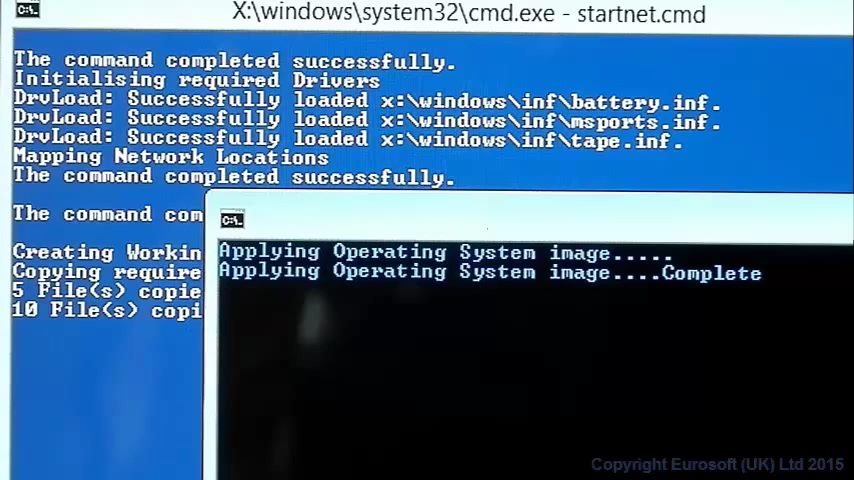 X:\windows\system32\cmd.exe - startnet.cmd
The command completed successfully.
Initialising required Drivers
DrvLoad: Successfully loaded x:\windows\inf\battery.inf.
DrvLoad: Successfully loaded x:\windows\inf\msports.inf.
DrvLoad: Successfully loaded x:\windows\inf\tape.inf.
Mapping Network Locations
The command completed successfully.
The command com
Creating Workin
Copying require
5 File(s) copie
10 File(s) copi
Applying Operating System image.....
Applying Operating System image....Complete
Copyright Eurosoft (UK) Ltd 2015